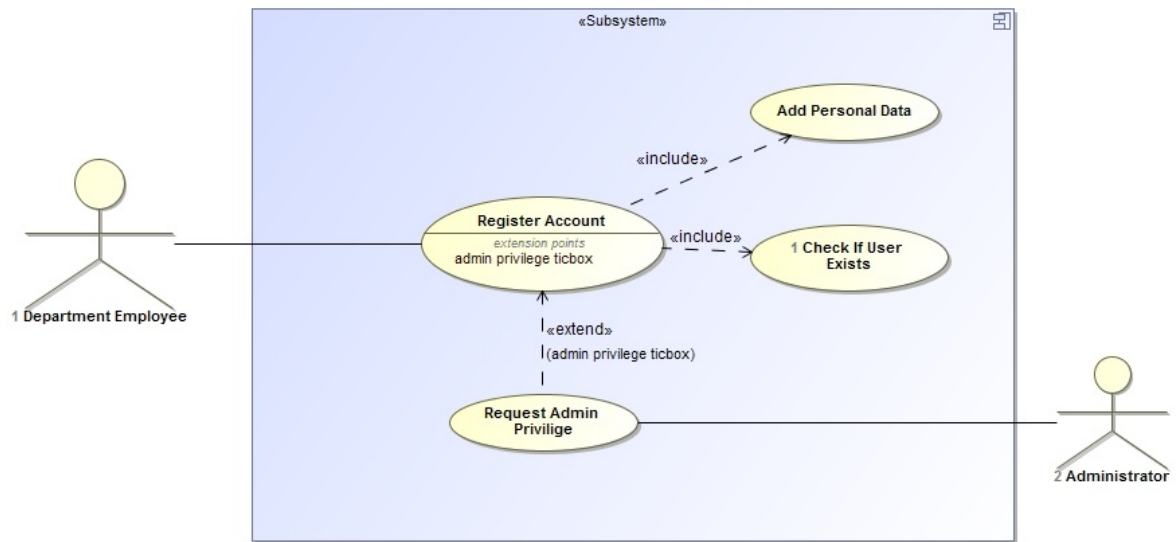 «Subsystem»
Add Personal Data
«include»
Register Account
extension points
admin privilege ticbox
«include»
1 Check If User
Exists
1 Department Employee
«extend»
(admin privilege ticbox)
Request Admin
Privilige
2 Administrator